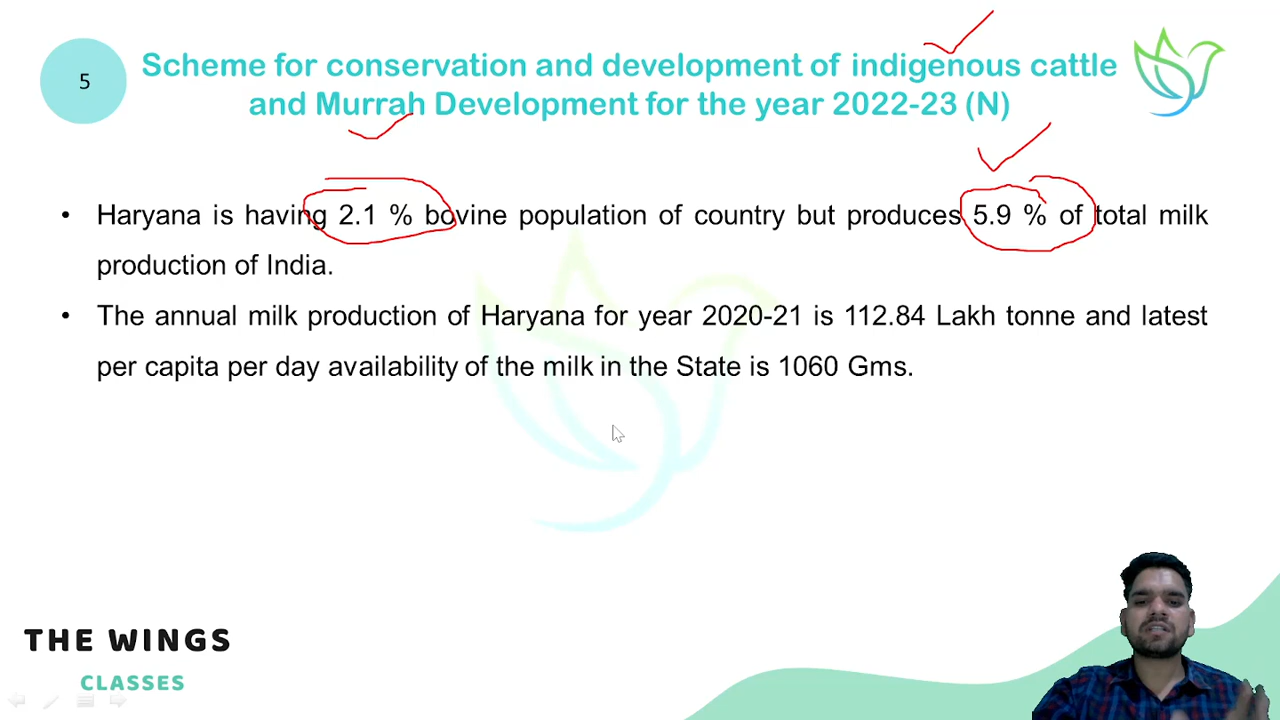 5
Scheme for conservation and development of indigenous cattle
and Murrah Development for the year 2022-23 (N)
• Haryana is having 2.1 % bovine population of country but produces 5.9 % of total milk
production of India.
• The annual milk production of Haryana for year 2020-21 is 112.84 Lakh tonne and latest
per capita per day availability of the milk in the State is 1060 Gms.
THE WINGS
CLASSES